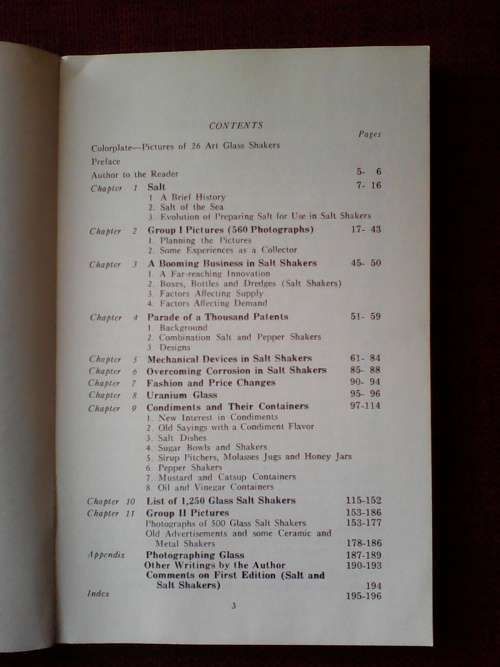 CONTENTS
Pages
Colorplate—Pictures of 26 Art Glass Shakers
Preface
Author to the Reader 5- 6
Chapter 1 Salt 7- 16
1 A Brief History
2. Salt of the Sea
3. Evolution of Preparing Salt for Use in Salt Shakers
Chapter 2 Group I Pictures (560 Photographs) 17- 43
1. Planning the Pictures
2. Some Experiences as a Collector
Chapter 3 A Booming Business in Salt Shakers 45- 50
1. A Far-reaching Innovation
2. Boxes, Bottles and Dredges (Salt Shakers)
3. Factors Affecting Supply
4. Factors Affecting Demand
Chapter 4 Parade of a Thousand Patents 51- 59
1. Background
2. Combination Salt and Pepper Shakers
3. Designs
Chapter 5 Mechanical Devices in Salt Shakers 61- 84
Chapter 6 Overcoming Corrosion in Salt Shakers 85- 88
Chapter 7 Fashion and Price Changes 90- 94
Chapter 8 Uranium Glass 95- 96
Chapter 9 Condiments and Their Containers 97-114
1. New Interest in Condiments
2. Old Sayings with a Condiment Flavor
3. Salt Dishes
4. Sugar Bowls and Shakers
5. Sirup Pitchers, Molasses Jugs and Honey Jars
6. Pepper Shakers
7. Mustard and Catsup Containers
8. Oil and Vinegar Containers
Chapter 10 List of 1,250 Glass Salt Shakers 115-152
Chapter 11 Group II Pictures 153-186
Photographs of 500 Glass Salt Shakers 153-177
Old Advertisements and some Ceramic and
Metal Shakers 178-186
Appendix Photographing Glass 187-189
Other Writings by the Author 190-193
Comments on First Edition (Salt and
Salt Shakers) 194
Index 195-196
3